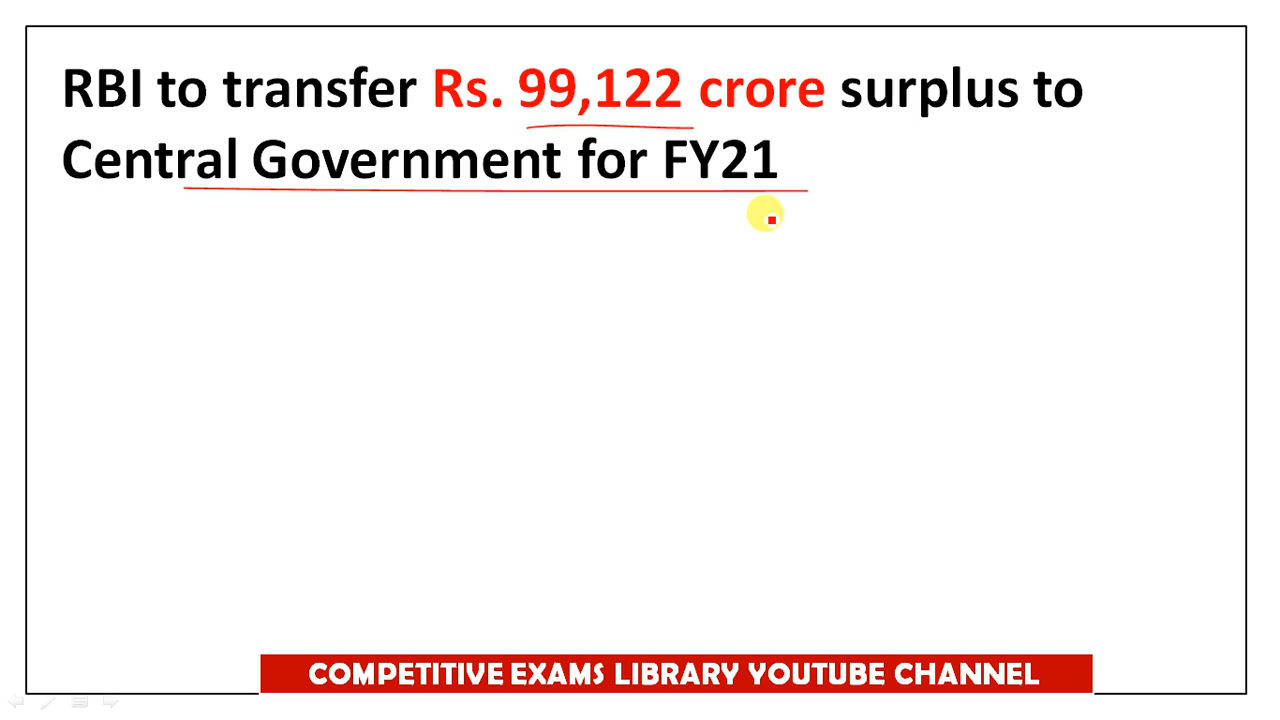 RBI to transfer Rs. 99,122 crore surplus to
Central Government for FY21
COMPETITIVE EXAMS LIBRARY YOUTUBE CHANNEL